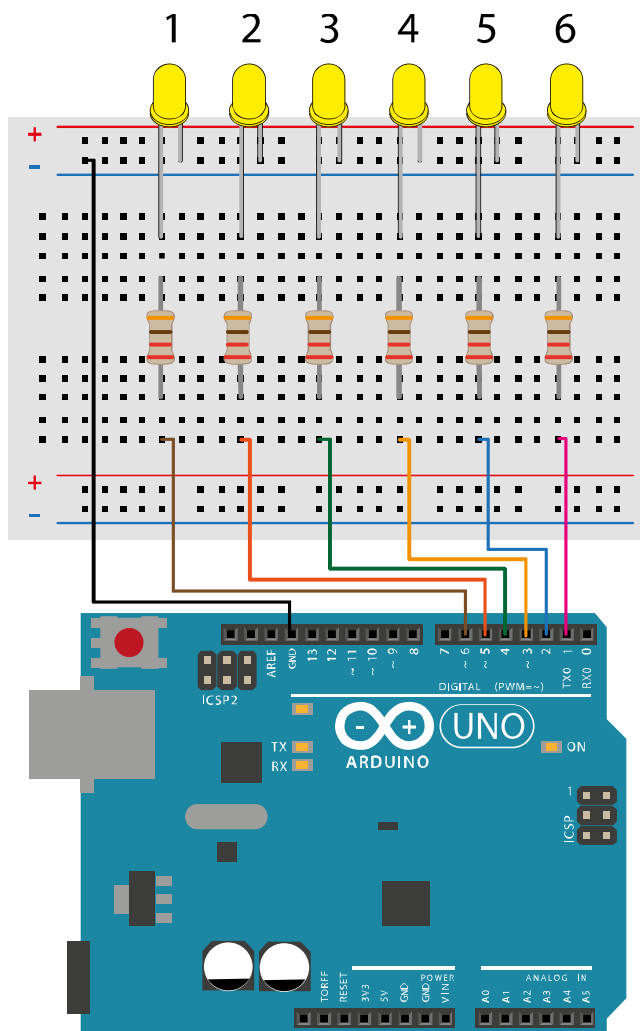 1 2 3 4 5 6
+
-
+
-
AREF GND 13 12 ~11 ~10 ~9 8 7 ~6 ~5 4 ~3 2 TX0 1 RX0 0
DIGITAL (PWM=~)
ICSP2
- +
UNO
TX
RX
ARDUINO
ON
1
ICSP
POWER
ANALOG IN
TORFF RESET 3V3 5V GND GND VIN A0 A1 A2 A3 A4 A5